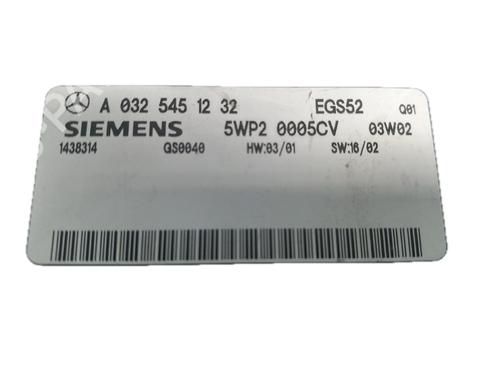 A 032 545 12 32 EGS52 Q01
SIEMENS 5WP2 0005CV 03W02
1438314 GS0040 HW:03/01 SW:16/02